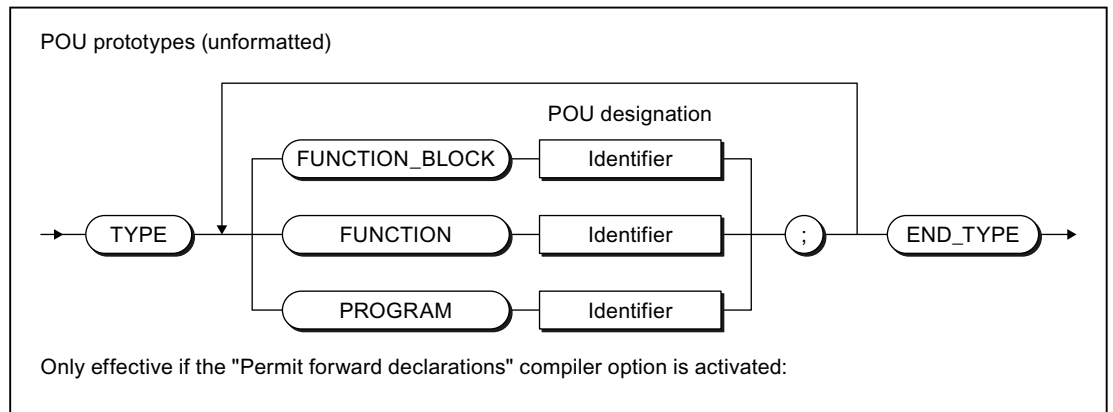 POU prototypes (unformatted)
POU designation
FUNCTION_BLOCK Identifier
TYPE FUNCTION Identifier ; END_TYPE
PROGRAM Identifier
Only effective if the "Permit forward declarations" compiler option is activated: